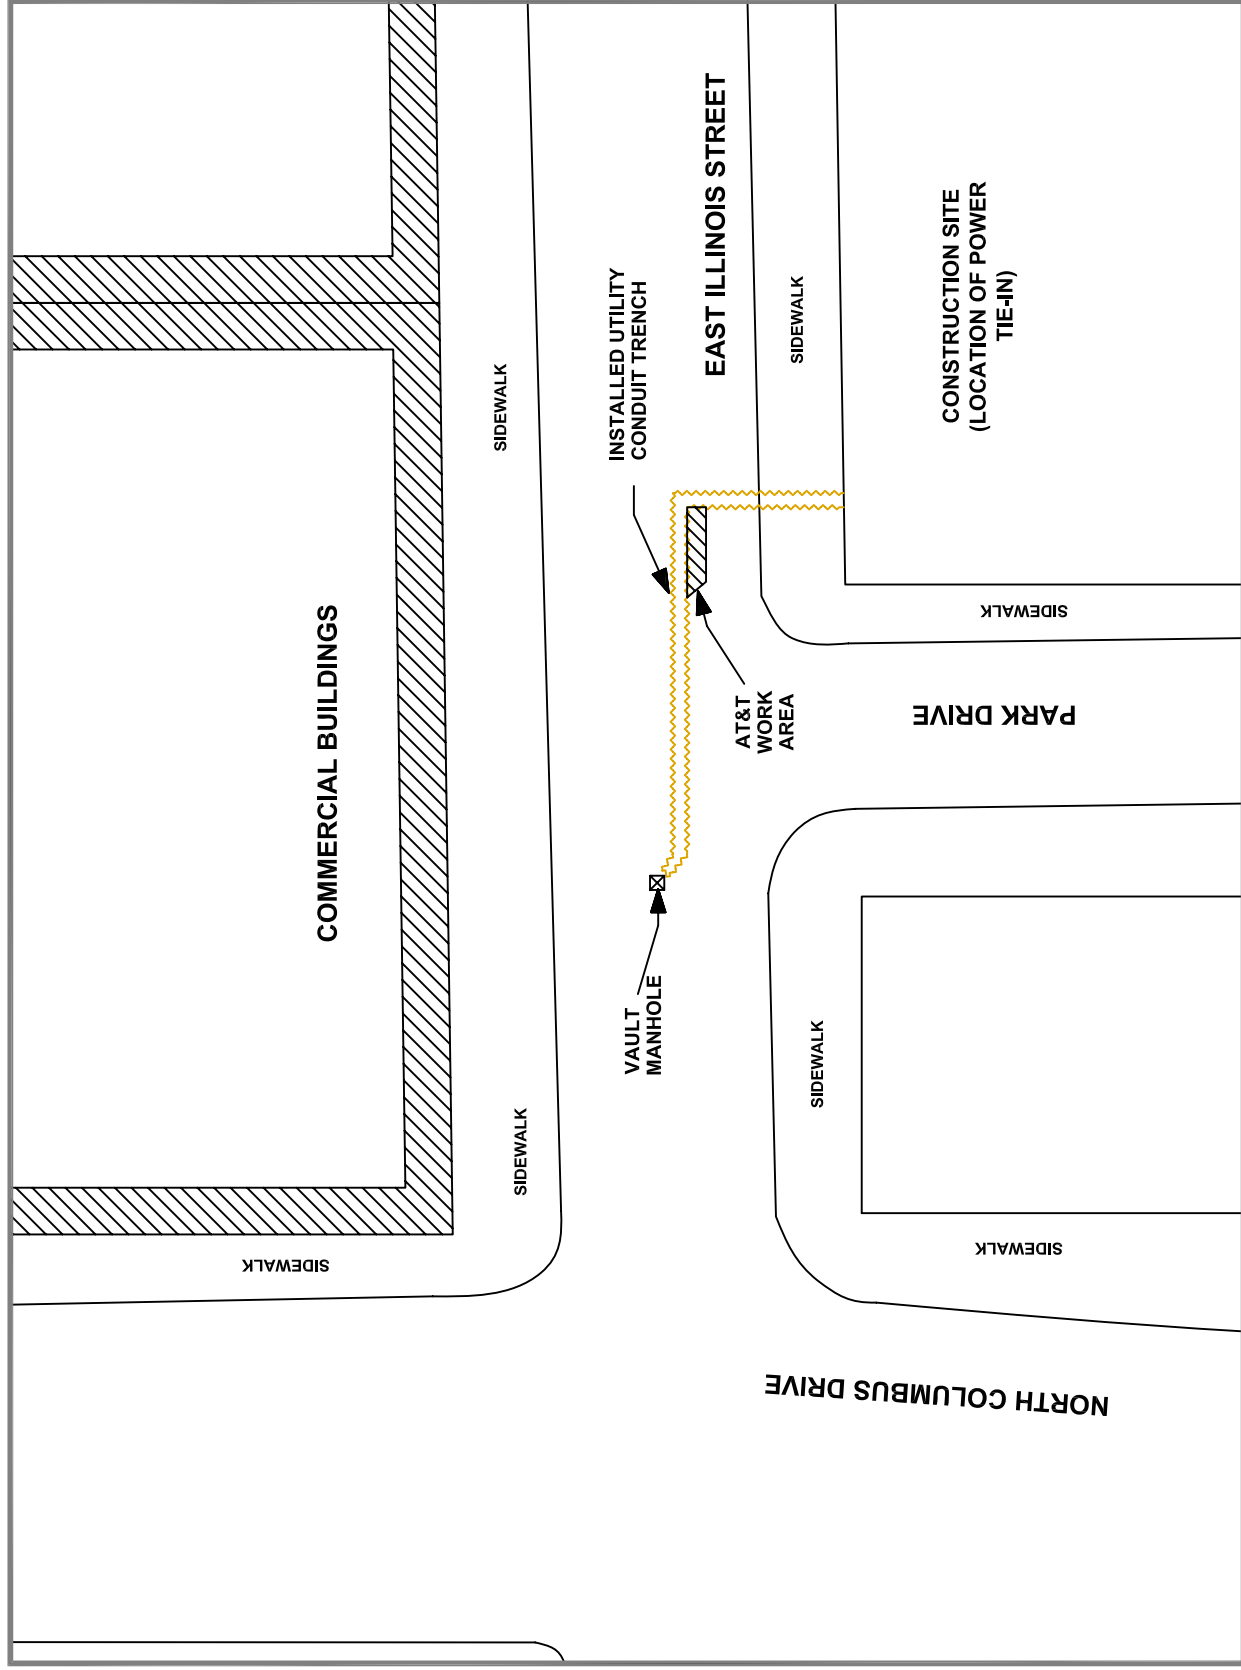 COMMERCIAL BUILDINGS
SIDEWALK
SIDEWALK
SIDEWALK
VAULT
MANHOLE
INSTALLED UTILITY
CONDUIT TRENCH
EAST ILLINOIS STREET
AT&T
WORK
AREA
SIDEWALK
SIDEWALK
CONSTRUCTION SITE
(LOCATION OF POWER
TIE-IN)
SIDEWALK
PARK DRIVE
SIDEWALK
NORTH COLUMBUS DRIVE